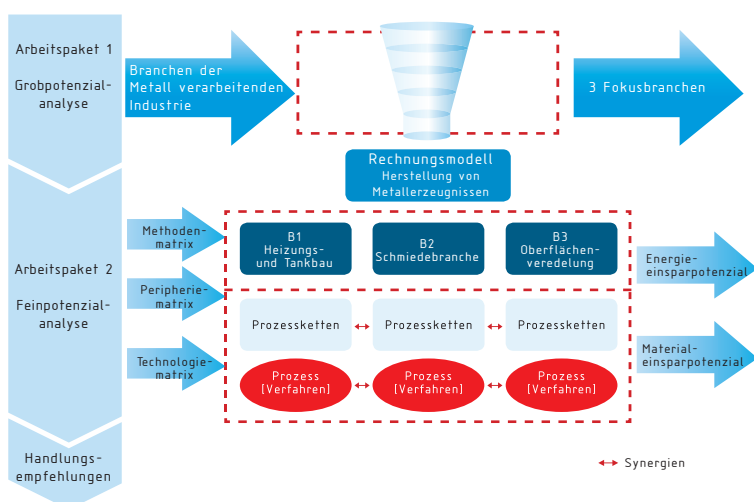 Arbeitspaket 1
Grobpotenzial-
analyse
Branchen der
Metall verarbeitenden
Industrie
3 Fokusbranchen
Rechnungsmodell
Herstellung von
Metallerzeugnissen
Arbeitspaket 2
Feinpotenzial-
analyse
Methoden-
matrix
Peripherie-
matrix
Technologie-
matrix
B1
Heizungs-
und Tankbau
B2
Schmiedebranche
B3
Oberflächen-
veredelung
Prozessketten
Prozessketten
Prozessketten
Prozess
[Verfahren]
Prozess
[Verfahren]
Prozess
[Verfahren]
Energie-
einsparpotenzial
Material-
einsparpotenzial
Handlungs-
empfehlungen
Synergien